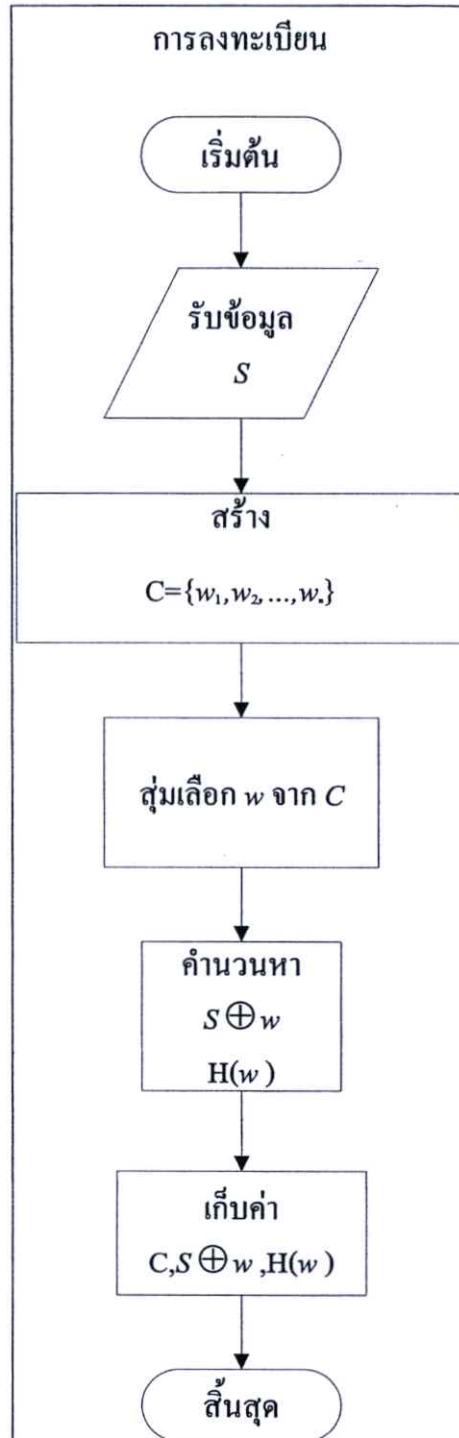 การลงทะเบียน
เริ่มต้น
รับข้อมูล
S
สร้าง
C={w₁,w₂,...,wₙ}
สุ่มเลือก w จาก C
คำนวนหา
S ⊕ w
H(w )
เก็บค่า
C,S ⊕ w ,H(w )
สิ้นสุด